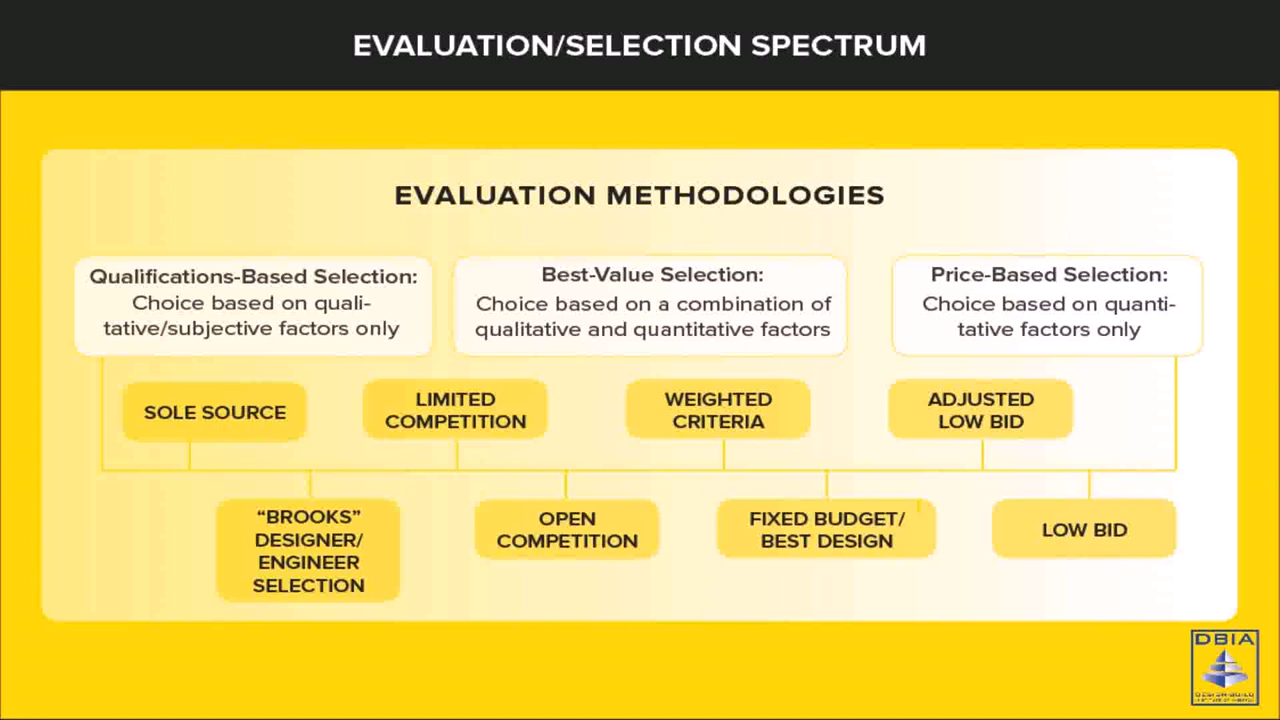 EVALUATION/SELECTION SPECTRUM
EVALUATION METHODOLOGIES
Qualifications-Based Selection:
Choice based on quali-
tative/subjective factors only
Best-Value Selection:
Choice based on a combination of
qualitative and quantitative factors
Price-Based Selection:
Choice based on quanti-
tative factors only
SOLE SOURCE
LIMITED
COMPETITION
WEIGHTED
CRITERIA
ADJUSTED
LOW BID
“BROOKS”
DESIGNER/
ENGINEER
SELECTION
OPEN
COMPETITION
FIXED BUDGET/
BEST DESIGN
LOW BID
DBIA